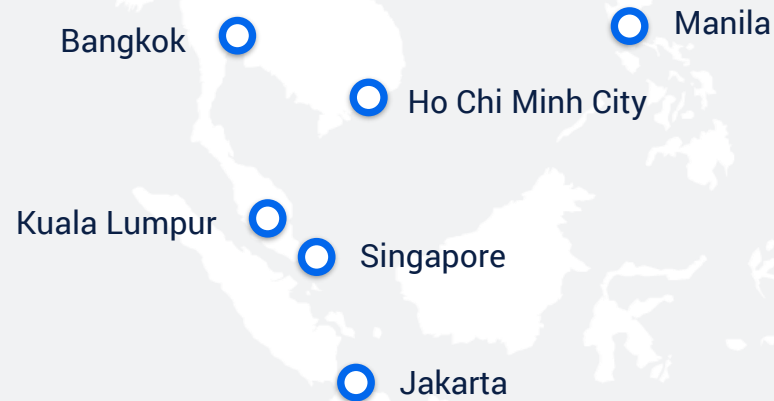 Manila
Bangkok
Ho Chi Minh City
Kuala Lumpur
Singapore
Jakarta